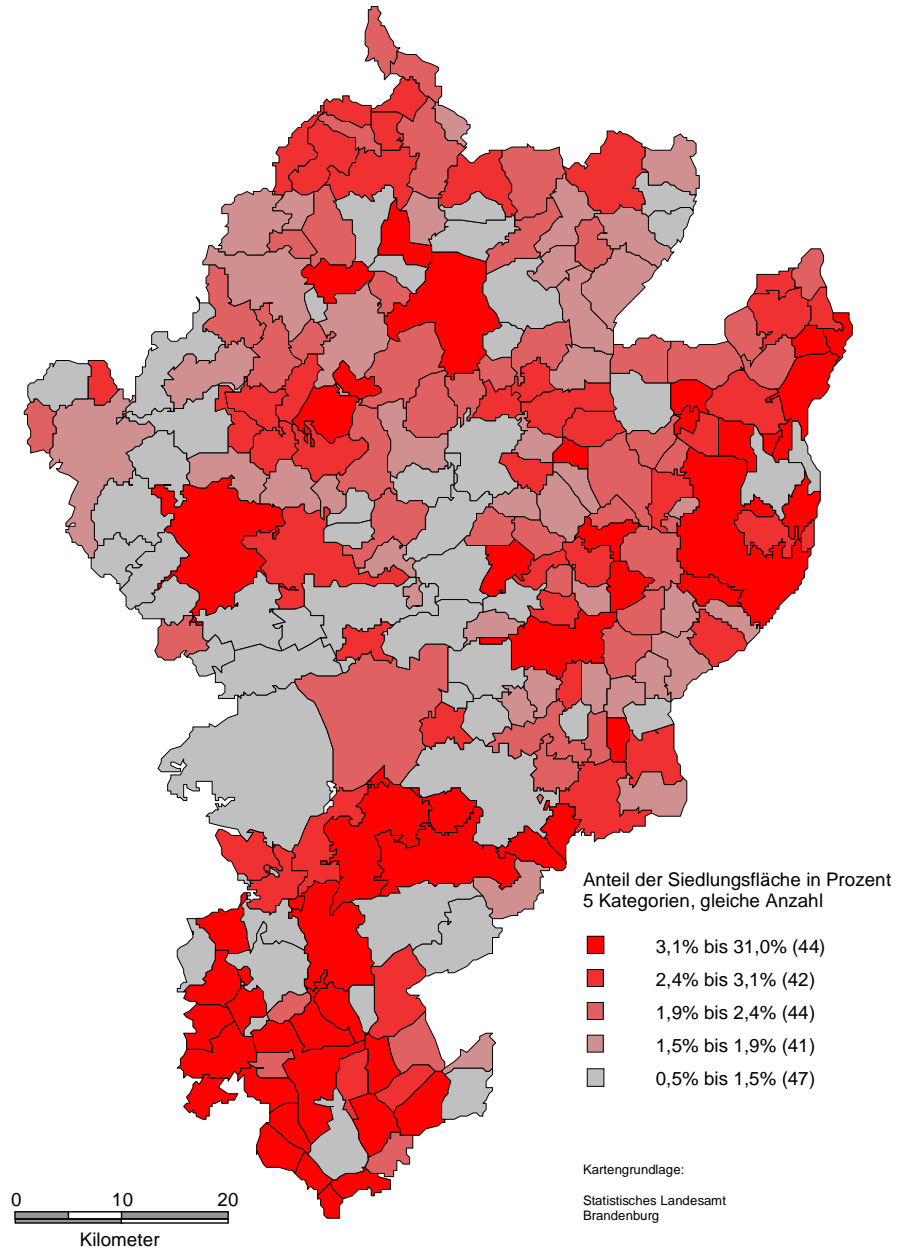 Anteil der Siedlungsfläche in Prozent
5 Kategorien, gleiche Anzahl
3,1% bis 31,0% (44)
2,4% bis 3,1% (42)
1,9% bis 2,4% (44)
1,5% bis 1,9% (41)
0,5% bis 1,5% (47)
Kartengrundlage:
Statistisches Landesamt
Brandenburg
0 10 20
Kilometer